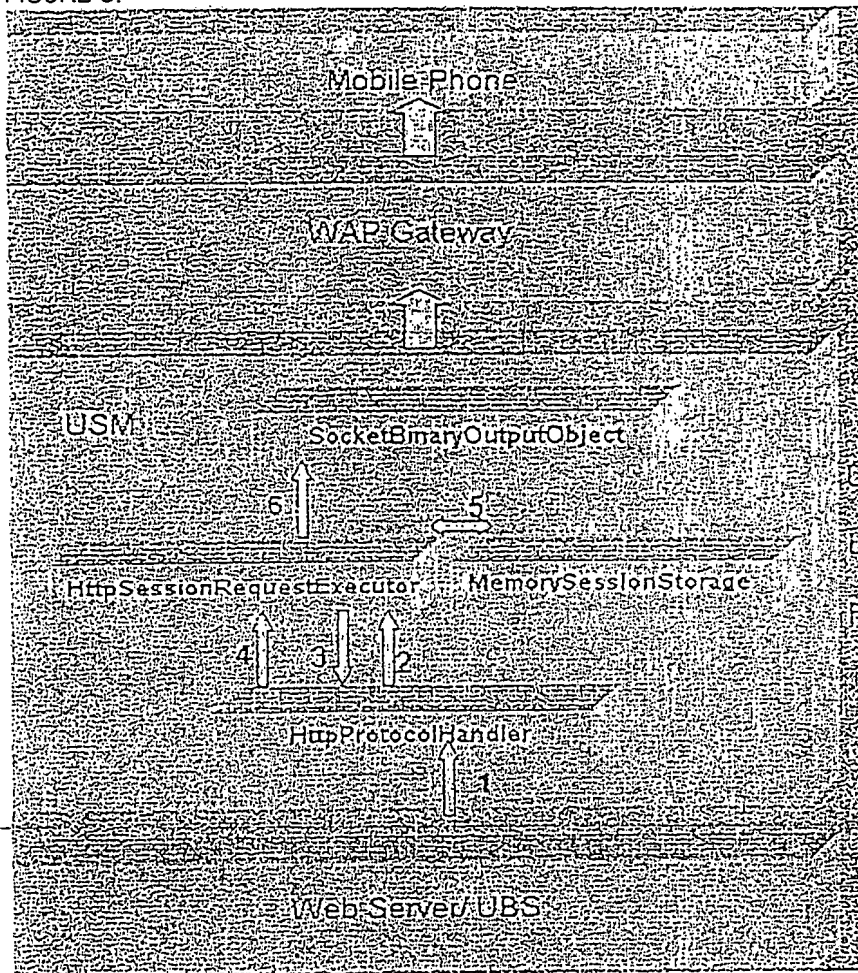 Mobile Phone
WAP Gateway
USM
SocketBinaryOutputObject
6
5
HttpSessionRequestExecutor
MemorySessionStorage
4
3
2
HttpProtocolHandler
1
Web Server/ UBS